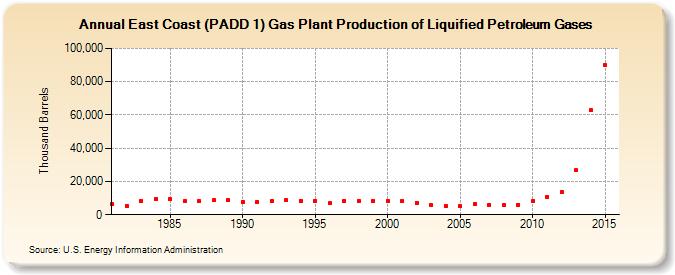 Annual East Coast (PADD 1) Gas Plant Production of Liquified Petroleum Gases
Thousand Barrels
100,000
80,000
60,000
40,000
20,000
0
1985 1990 1995 2000 2005 2010 2015
Source: U.S. Energy Information Administration